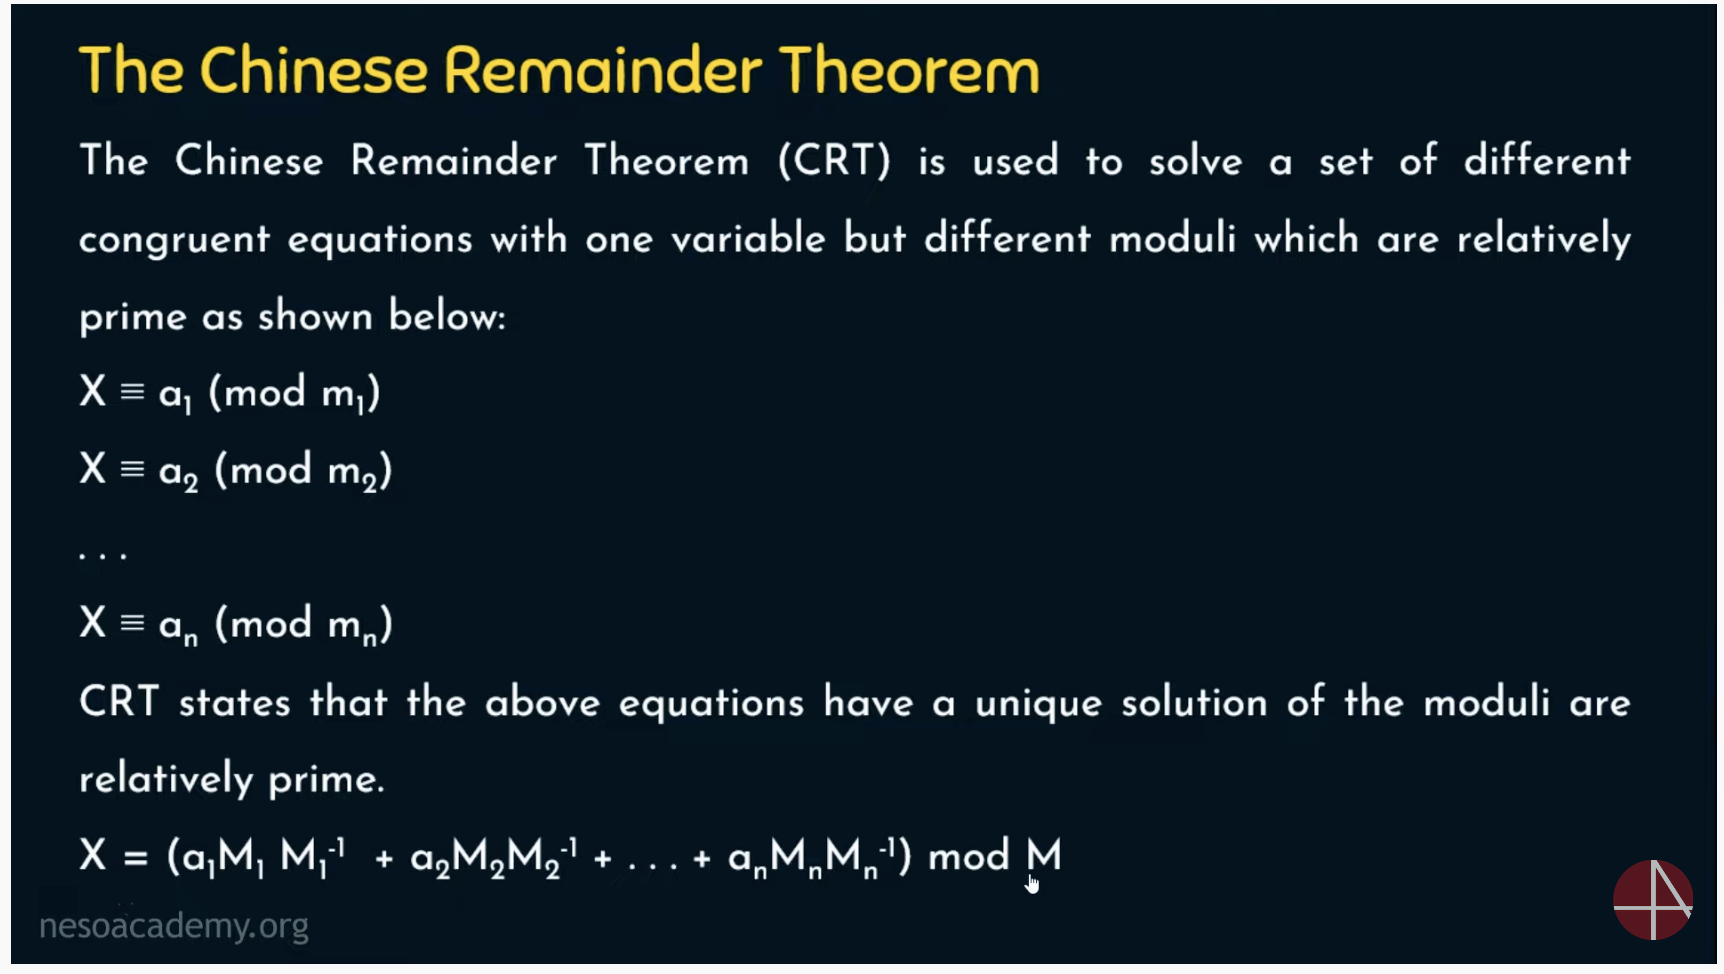 The Chinese Remainder Theorem
The Chinese Remainder Theorem (CRT) is used to solve a set of different
congruent equations with one variable but different moduli which are relatively
prime as shown below:
X ≡ a₁ (mod m₁)
X ≡ a₂ (mod m₂)
. . .
X ≡ aₙ (mod mₙ)
CRT states that the above equations have a unique solution of the moduli are
relatively prime.
X = (a₁M₁ M₁⁻¹ + a₂M₂M₂⁻¹ + . . . + aₙMₙMₙ⁻¹) mod M
nesoacademy.org